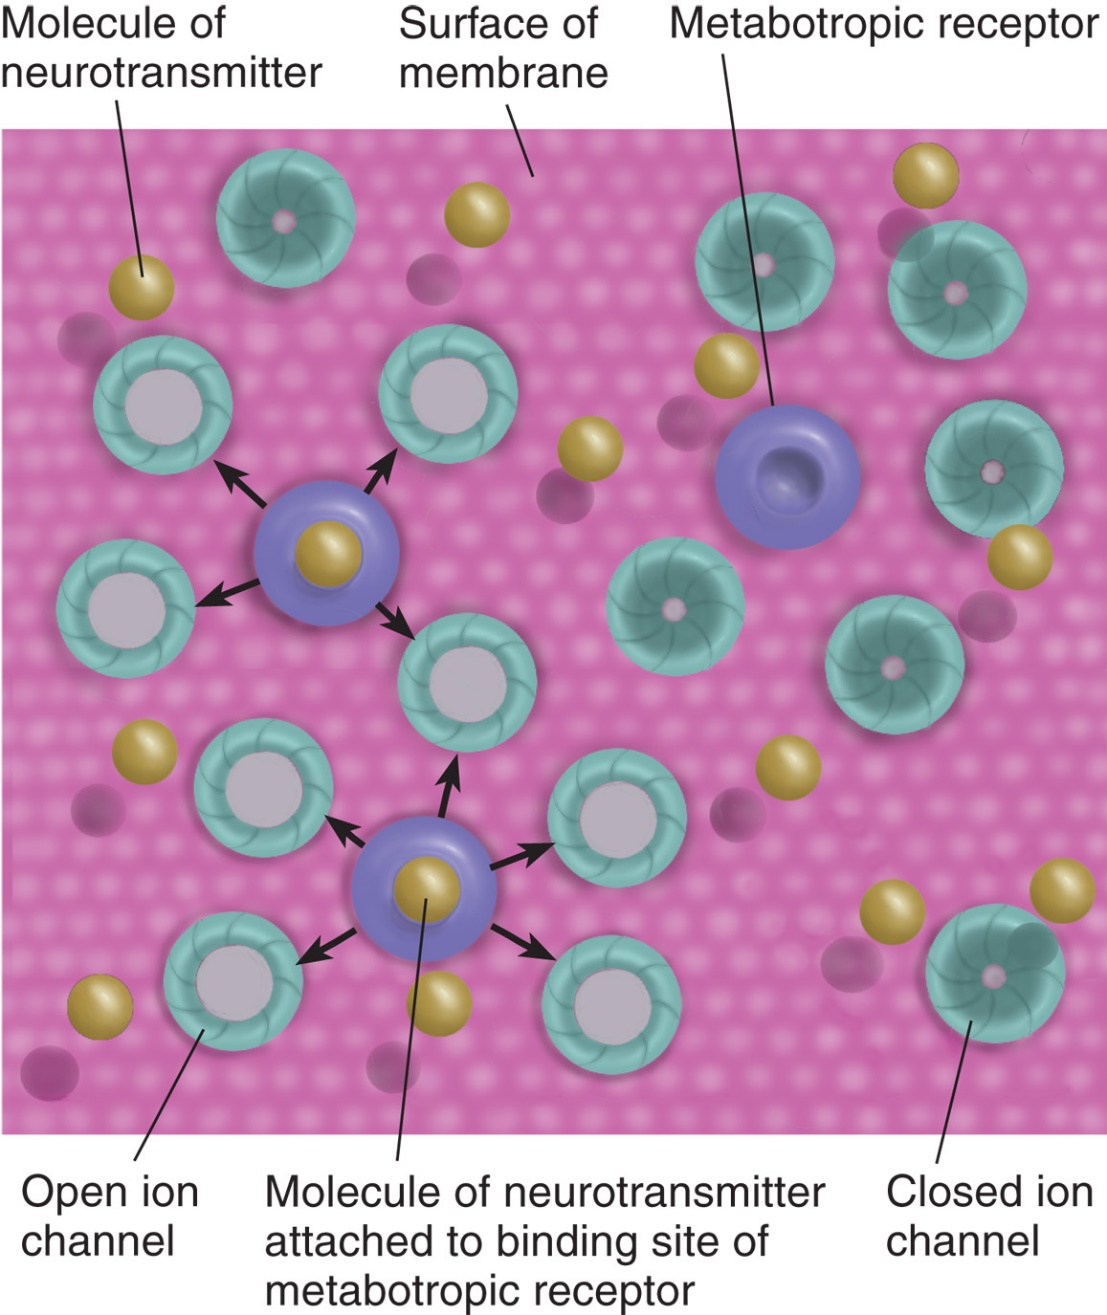 Molecule of
neurotransmitter
Surface of
membrane
Metabotropic receptor
Open ion
channel
Molecule of neurotransmitter
attached to binding site of
metabotropic receptor
Closed ion
channel